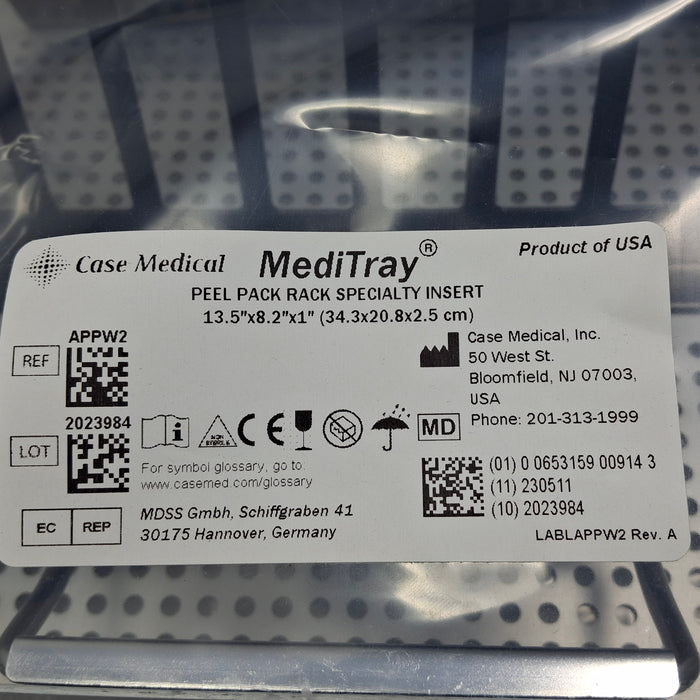 Case Medical
MediTray®
Product of USA
PEEL PACK RACK SPECIALTY INSERT
13.5"x8.2"x1" (34.3x20.8x2.5 cm)
REF
APPW2
LOT
2023984
Case Medical, Inc.
50 West St.
Bloomfield, NJ 07003,
USA
Phone: 201-313-1999
NON STERILE
CE
MD
For symbol glossary, go to:
www.casemed.com/glossary
(01) 0 0653159 00914 3
(11) 230511
(10) 2023984
EC REP
MDSS Gmbh, Schiffgraben 41
30175 Hannover, Germany
LABLAPPW2 Rev. A